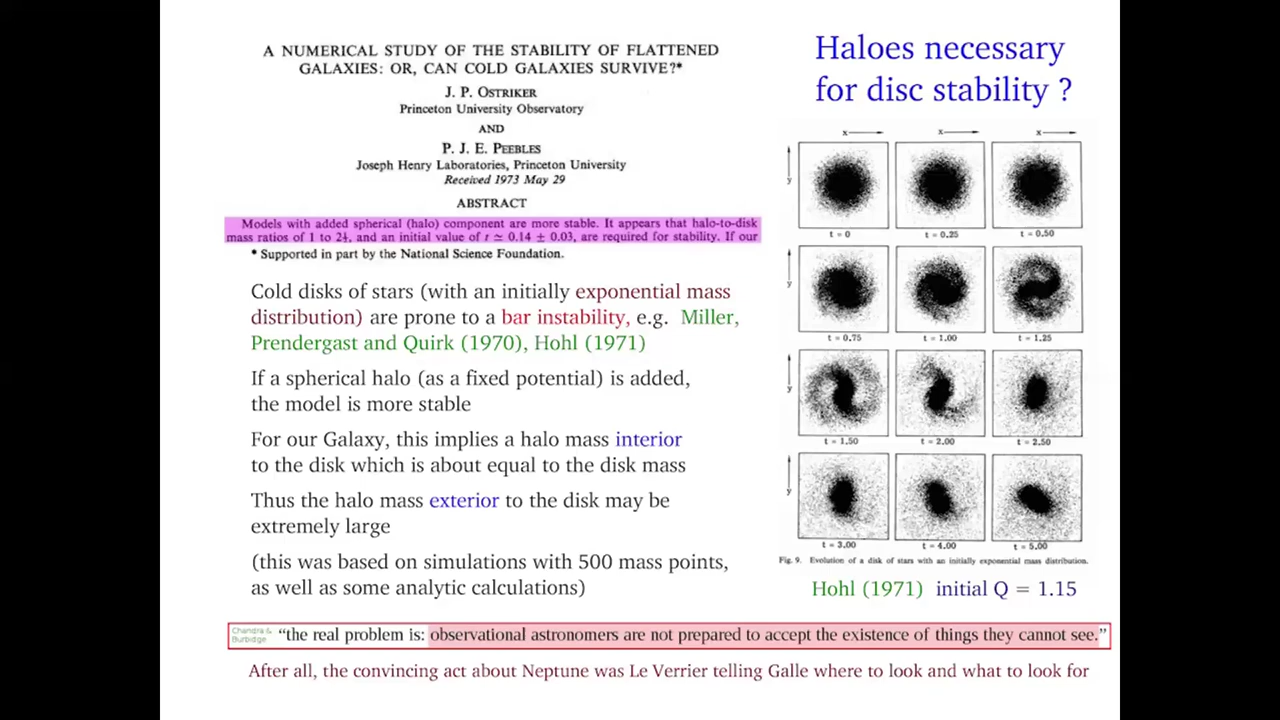 A NUMERICAL STUDY OF THE STABILITY OF FLATTENED
GALAXIES: OR, CAN COLD GALAXIES SURVIVE?*
J. P. OSTRIKER
Princeton University Observatory
AND
P. J. E. PEEBLES
Joseph Henry Laboratories, Princeton University
Received 1973 May 29
ABSTRACT
Models with added spherical (halo) component are more stable. It appears that halo-to-disk
mass ratios of 1 to 2½, and an initial value of t ≃ 0.14 ± 0.03, are required for stability. If our
* Supported in part by the National Science Foundation.
Cold disks of stars (with an initially exponential mass
distribution) are prone to a bar instability, e.g. Miller,
Prendergast and Quirk (1970), Hohl (1971)
If a spherical halo (as a fixed potential) is added,
the model is more stable
For our Galaxy, this implies a halo mass interior
to the disk which is about equal to the disk mass
Thus the halo mass exterior to the disk may be
extremely large
(this was based on simulations with 500 mass points,
as well as some analytic calculations)
Haloes necessary
for disc stability ?
x x x
y
t = 0 t = 0.25 t = 0.50
y
t = 0.75 t = 1.00 t = 1.25
y
t = 1.50 t = 2.00 t = 2.50
y
t = 3.00 t = 4.00 t = 5.00
Fig. 9. Evolution of a disk of stars with an initially exponential mass distribution.
Hohl (1971) initial Q = 1.15
Chandra &
Burbidge
“the real problem is: observational astronomers are not prepared to accept the existence of things they cannot see.”
After all, the convincing act about Neptune was Le Verrier telling Galle where to look and what to look for